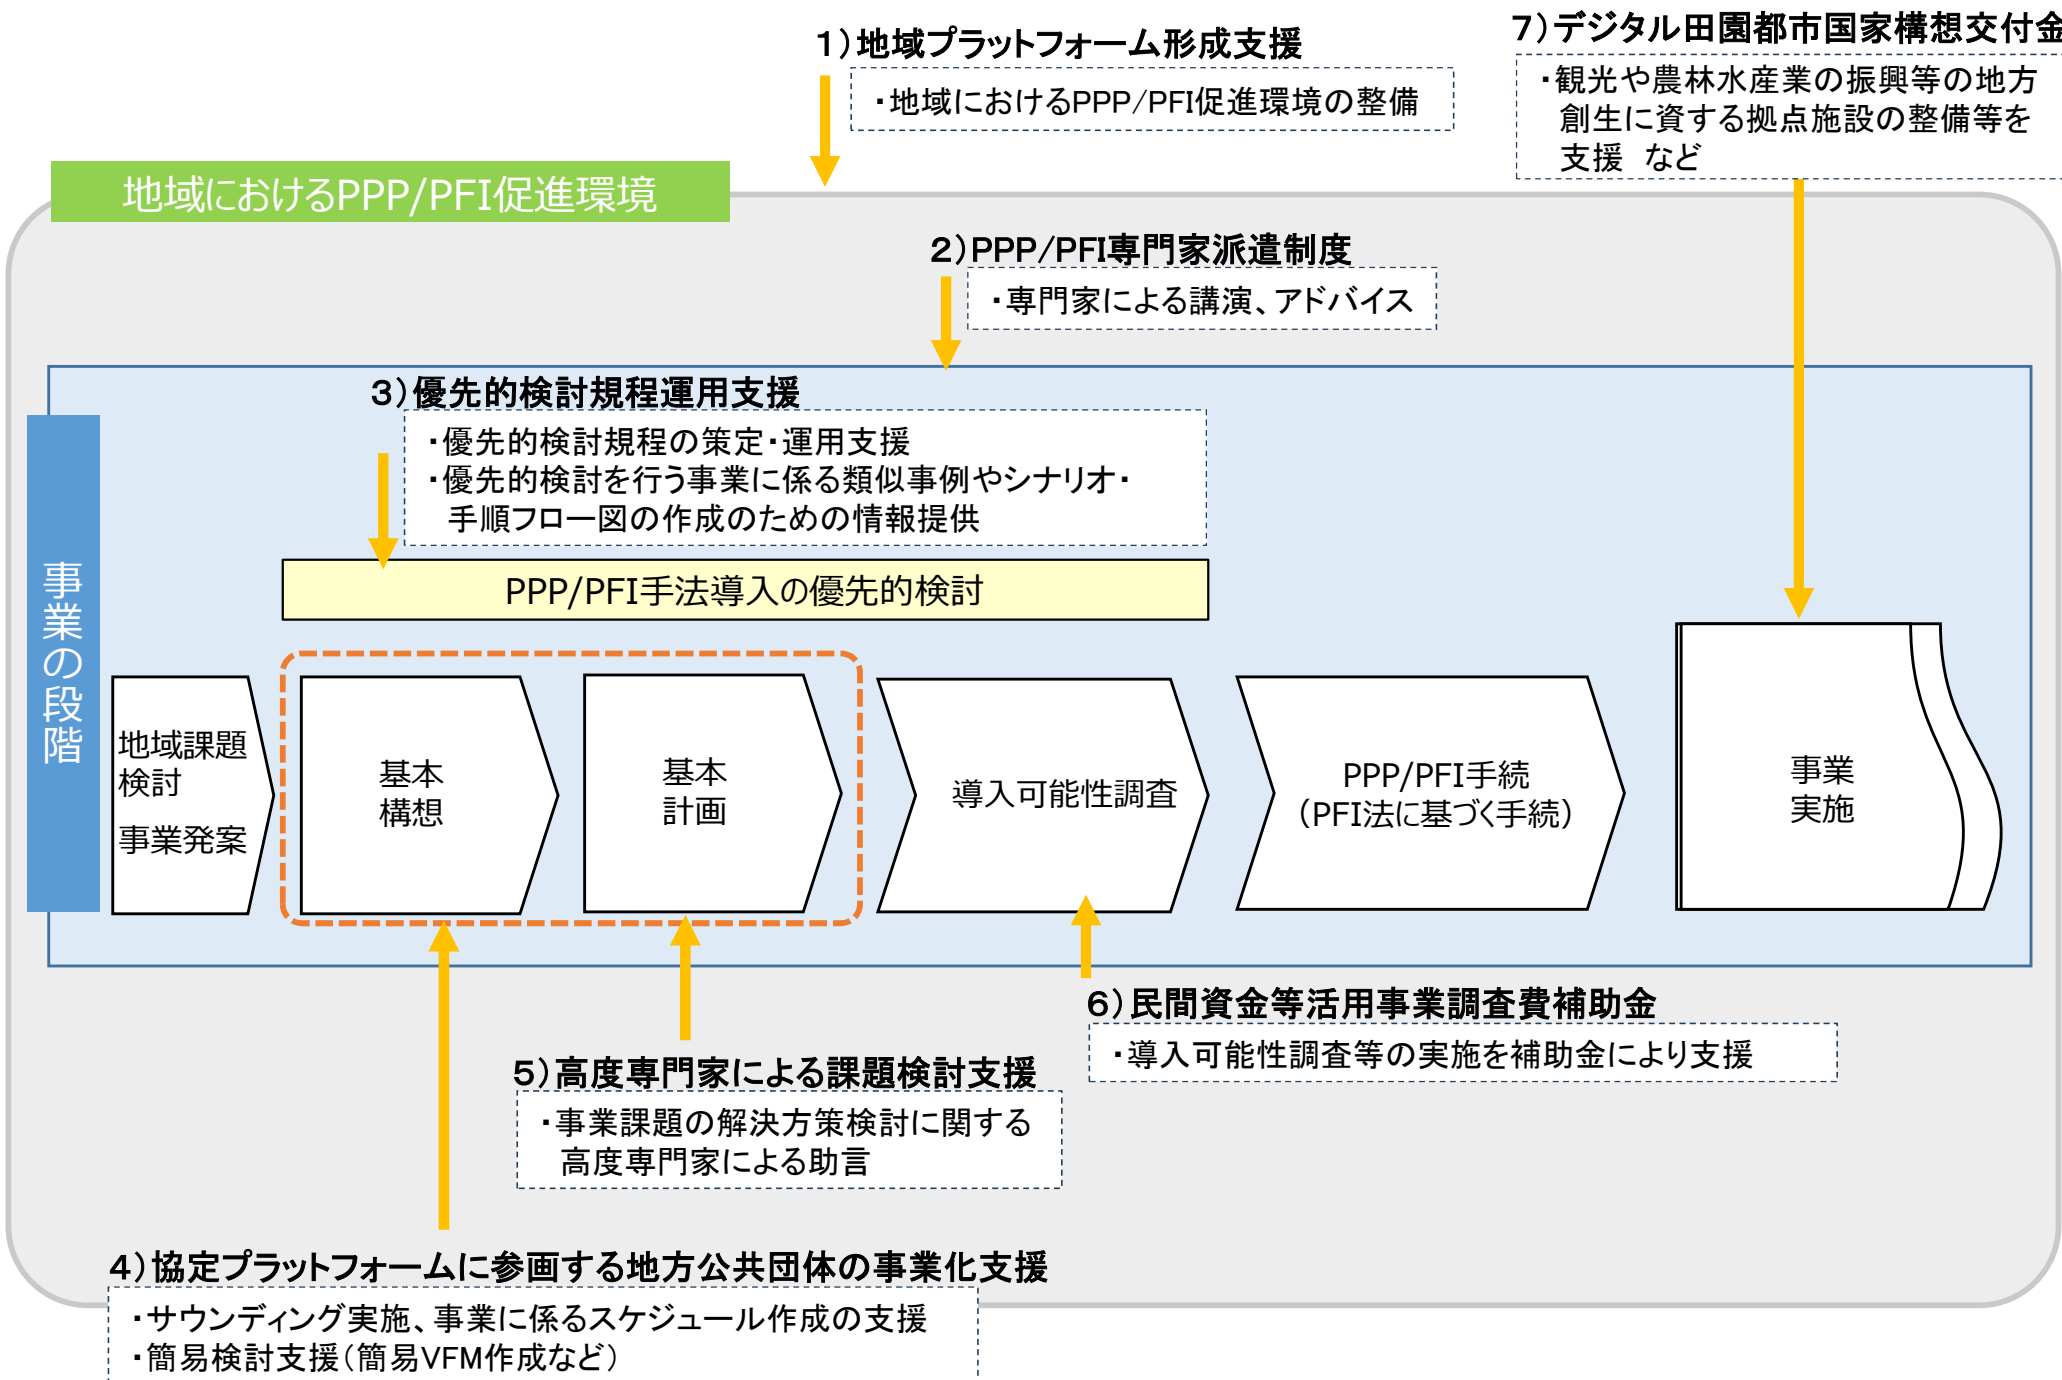 1）地域プラットフォーム形成支援
・地域におけるPPP/PFI促進環境の整備
7）デジタル田園都市国家構想交付金
・観光や農林水産業の振興等の地方
創生に資する拠点施設の整備等を
支援　など
地域におけるPPP/PFI促進環境
2）PPP/PFI専門家派遣制度
・専門家による講演、アドバイス
3）優先的検討規程運用支援
・優先的検討規程の策定・運用支援
・優先的検討を行う事業に係る類似事例やシナリオ・
手順フロー図の作成のための情報提供
PPP/PFI手法導入の優先的検討
事業の段階
地域課題
検討
事業発案
基本
構想
基本
計画
導入可能性調査
PPP/PFI手続
（PFI法に基づく手続）
事業
実施
6）民間資金等活用事業調査費補助金
・導入可能性調査等の実施を補助金により支援
5）高度専門家による課題検討支援
・事業課題の解決方策検討に関する
高度専門家による助言
4）協定プラットフォームに参画する地方公共団体の事業化支援
・サウンディング実施、事業に係るスケジュール作成の支援
・簡易検討支援（簡易VFM作成など）